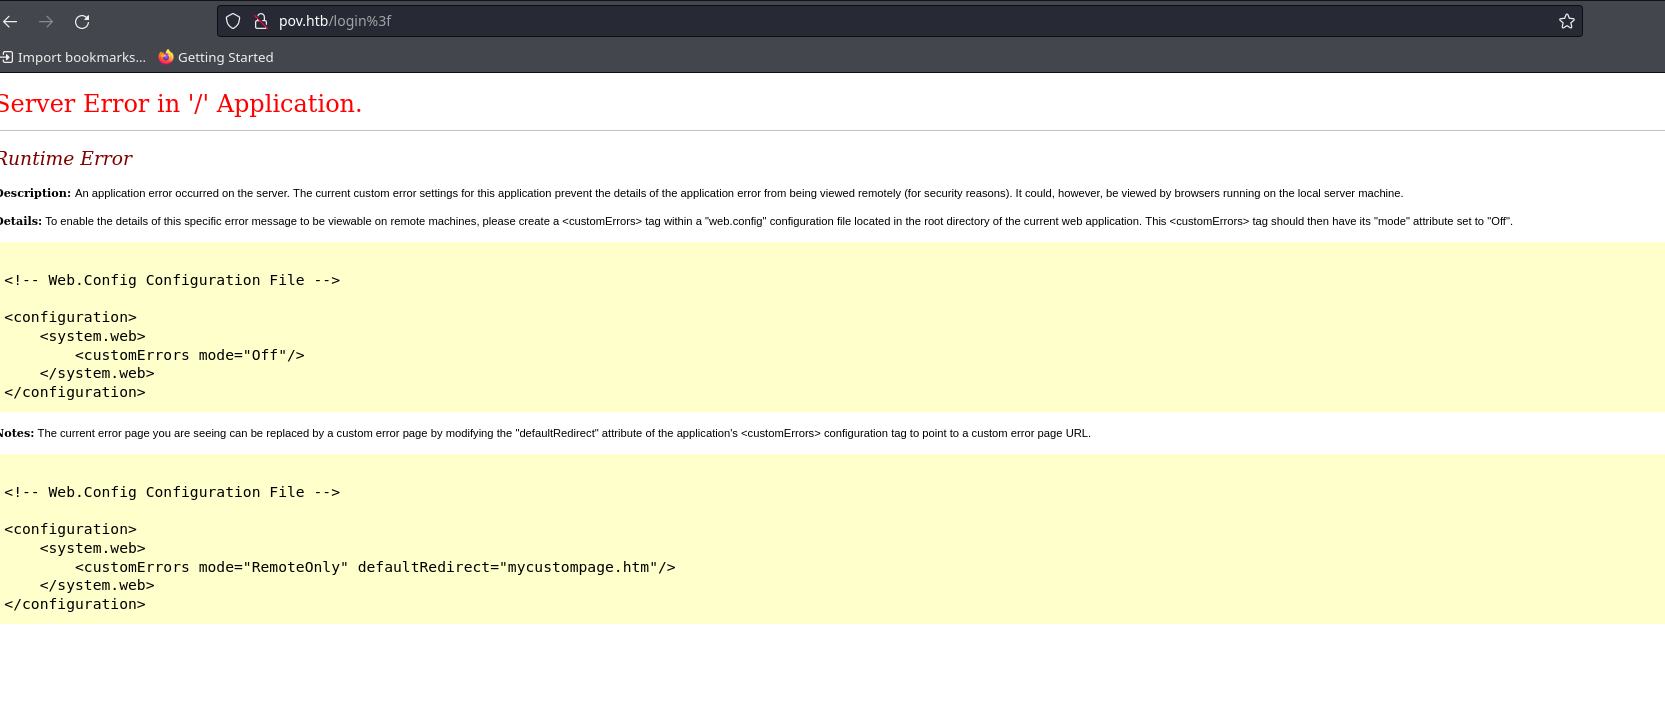 pov.htb/login%3f
Import bookmarks... Getting Started
Server Error in '/' Application.
Runtime Error
Description: An application error occurred on the server. The current custom error settings for this application prevent the details of the application error from being viewed remotely (for security reasons). It could, however, be viewed by browsers running on the local server machine.
Details: To enable the details of this specific error message to be viewable on remote machines, please create a <customErrors> tag within a "web.config" configuration file located in the root directory of the current web application. This <customErrors> tag should then have its "mode" attribute set to "Off".
<!-- Web.Config Configuration File -->
<configuration>
    <system.web>
        <customErrors mode="Off"/>
    </system.web>
</configuration>
Notes: The current error page you are seeing can be replaced by a custom error page by modifying the "defaultRedirect" attribute of the application's <customErrors> configuration tag to point to a custom error page URL.
<!-- Web.Config Configuration File -->
<configuration>
    <system.web>
        <customErrors mode="RemoteOnly" defaultRedirect="mycustompage.htm"/>
    </system.web>
</configuration>